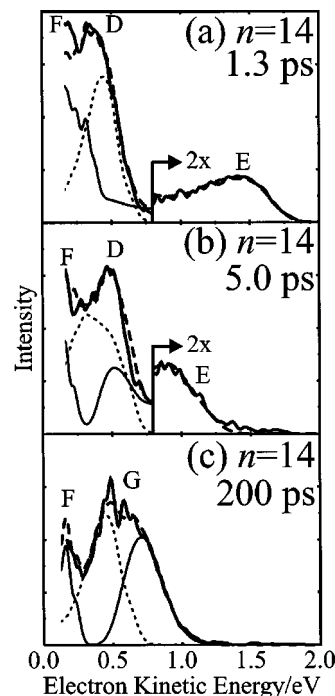 F D (a) n=14
1.3 ps
2x
E
(b) n=14
5.0 ps
F D
2x
E
Intensity
(c) n=14
200 ps
F G
0.0 0.5 1.0 1.5 2.0
Electron Kinetic Energy/eV